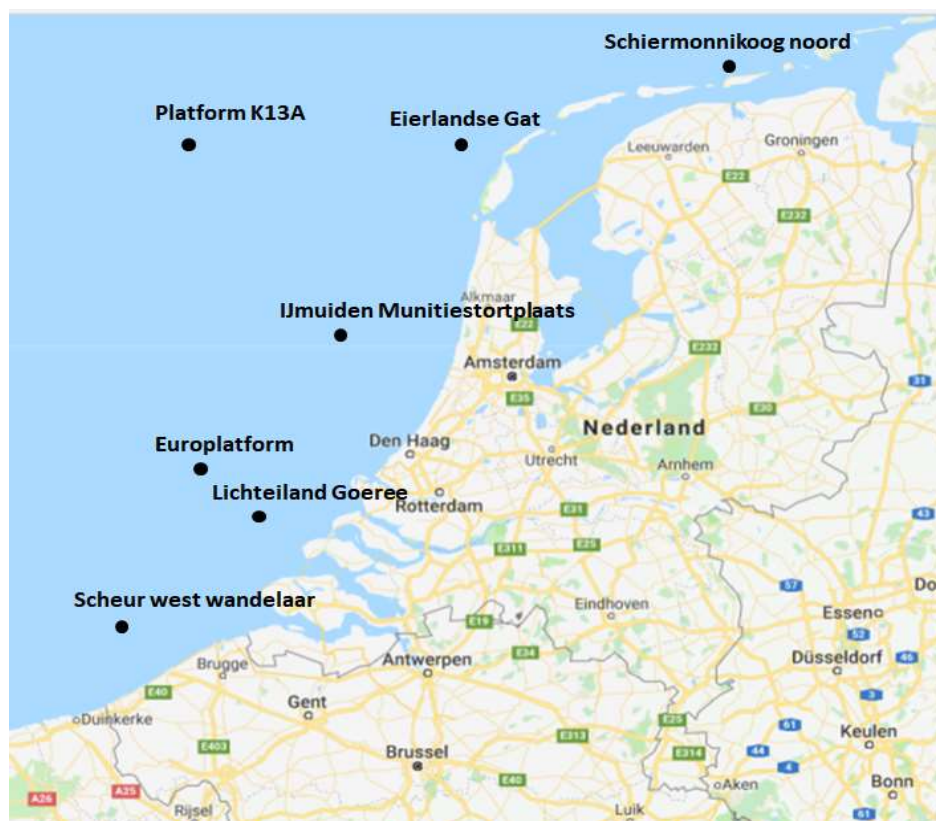 Schiermonnikoog noord
Platform K13A
Eierlandse Gat
Leeuwarden
Groningen
E22
E232
IJmuiden Munitiestortplaats
Alkmaar
E22
E232
Amsterdam
31
E35
E30
Nederland
Europlatform
Den Haag
Utrecht
Arnhem
Lichteiland Goeree
Rotterdam
E31
43
E311
E25
57
Do
Scheur west wandelaar
Eindhoven
Essen
E19
52
E34
46
Brugge
Antwerpen
Düsseldorf
E40
3
Gent
Duinkerke
E25
61
E403
E313
Keulen
Brussel
E314
44
4
E40
Aken
Bonn
A26
A25
Rijsel
Luik
61